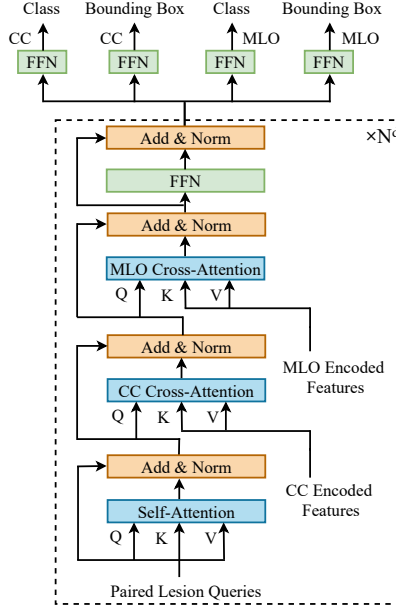 Class Bounding Box Class Bounding Box
CC CC MLO MLO
FFN FFN FFN FFN
Add & Norm
×Nᵈ
FFN
Add & Norm
MLO Cross-Attention
Q K V
Add & Norm
MLO Encoded
Features
CC Cross-Attention
Q K V
Add & Norm
CC Encoded
Features
Self-Attention
Q K V
Paired Lesion Queries